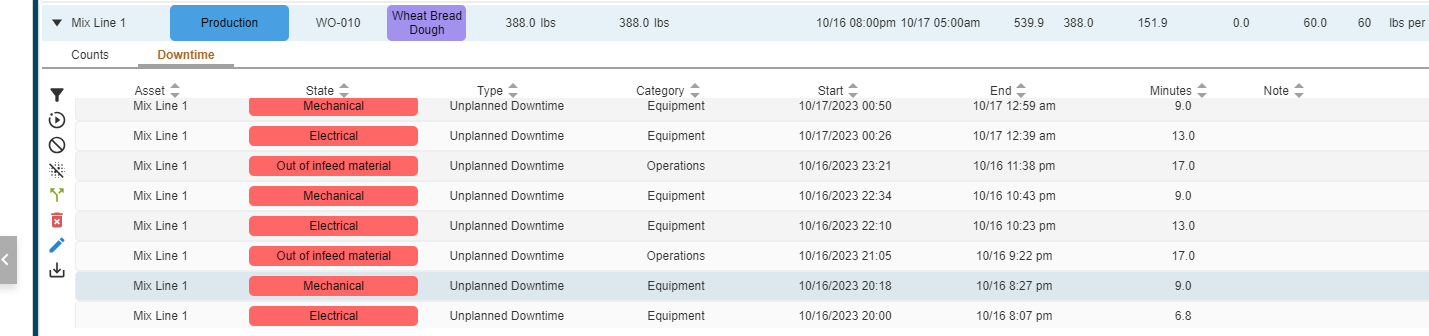 Mix Line 1 Production WO-010 Wheat Bread Dough 388.0 lbs 388.0 lbs 10/16 08:00pm 10/17 05:00am 539.9 388.0 151.9 0.0 60.0 60 lbs per
Counts Downtime
Asset State Type Category Start End Minutes Note
Mix Line 1 Mechanical Unplanned Downtime Equipment 10/17/2023 00:50 10/17 12:59 am 9.0
Mix Line 1 Electrical Unplanned Downtime Equipment 10/17/2023 00:26 10/17 12:39 am 13.0
Mix Line 1 Out of infeed material Unplanned Downtime Operations 10/16/2023 23:21 10/16 11:38 pm 17.0
Mix Line 1 Mechanical Unplanned Downtime Equipment 10/16/2023 22:34 10/16 10:43 pm 9.0
Mix Line 1 Electrical Unplanned Downtime Equipment 10/16/2023 22:10 10/16 10:23 pm 13.0
Mix Line 1 Out of infeed material Unplanned Downtime Operations 10/16/2023 21:05 10/16 9:22 pm 17.0
Mix Line 1 Mechanical Unplanned Downtime Equipment 10/16/2023 20:18 10/16 8:27 pm 9.0
Mix Line 1 Electrical Unplanned Downtime Equipment 10/16/2023 20:00 10/16 8:07 pm 6.8